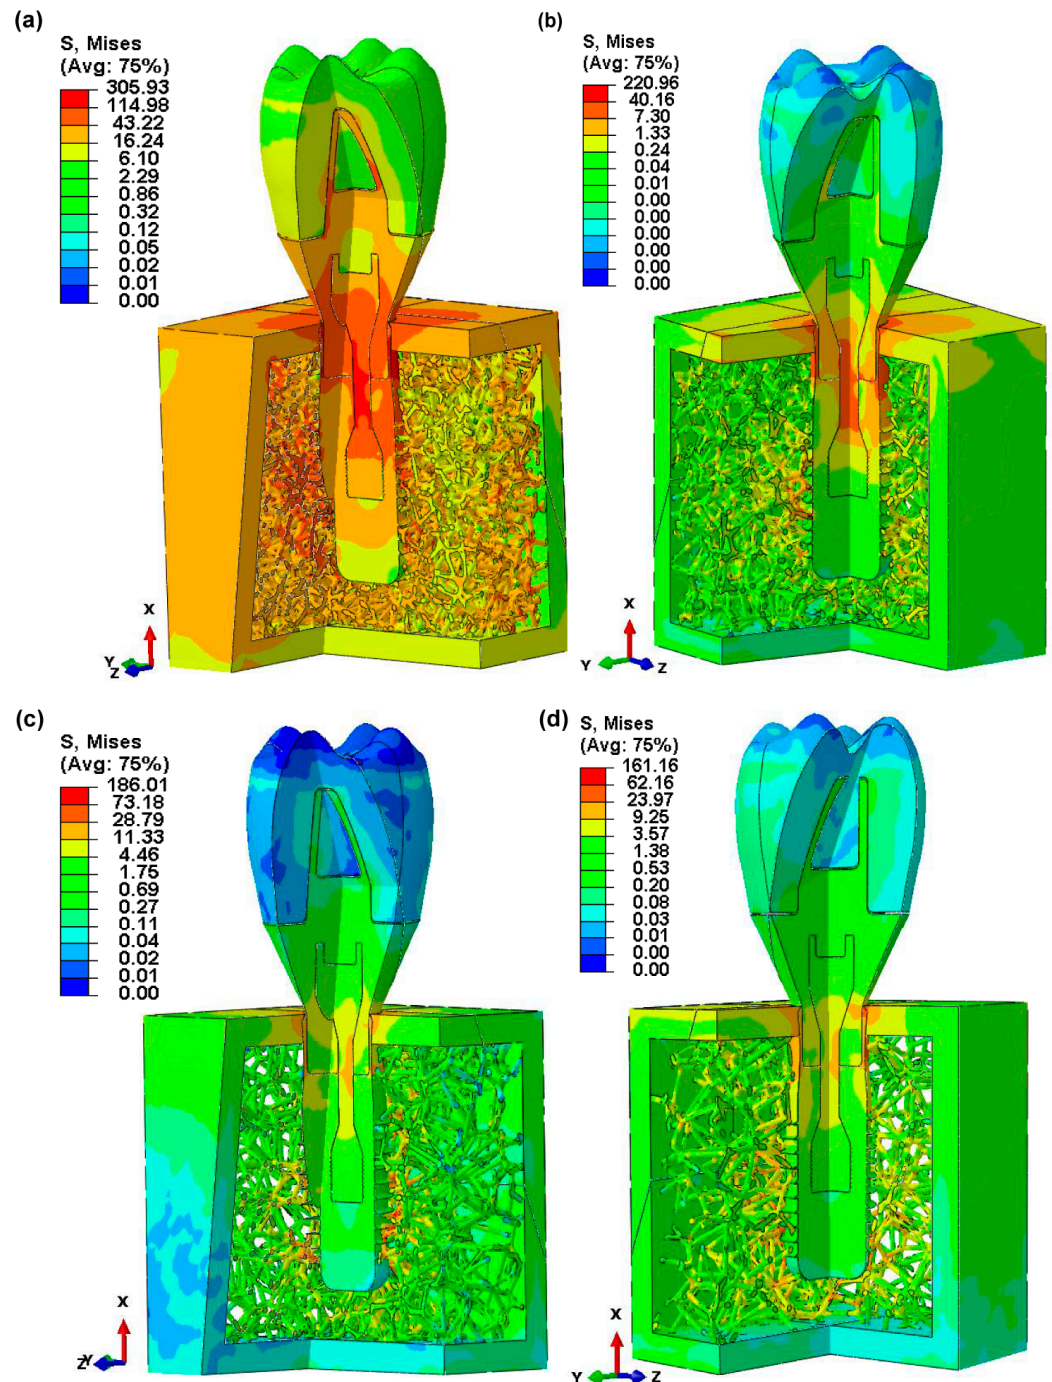 (a)
S, Mises
(Avg: 75%)
305.93
114.98
43.22
16.24
6.10
2.29
0.86
0.32
0.12
0.05
0.02
0.01
0.00
X
Y
Z
(b)
S, Mises
(Avg: 75%)
220.96
40.16
7.30
1.33
0.24
0.04
0.01
0.00
0.00
0.00
0.00
0.00
0.00
X
Y
Z
(c)
S, Mises
(Avg: 75%)
186.01
73.18
28.79
11.33
4.46
1.75
0.69
0.27
0.11
0.04
0.02
0.01
0.00
X
Z
Y
(d)
S, Mises
(Avg: 75%)
161.16
62.16
23.97
9.25
3.57
1.38
0.53
0.20
0.08
0.03
0.01
0.00
0.00
X
Y
Z